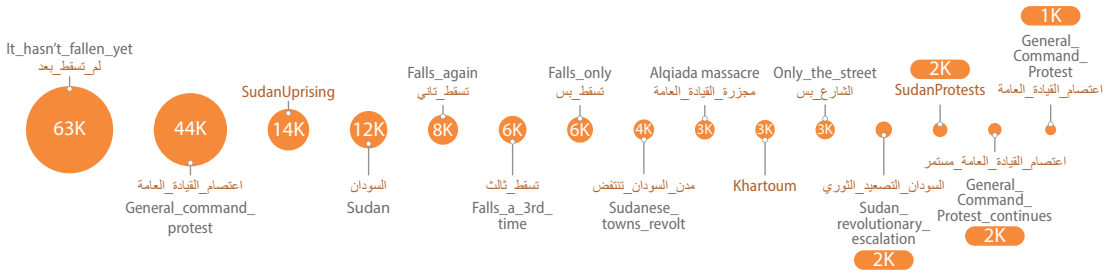 It_hasn't_fallen_yet
لم_تسقط_بعد
63K
44K
اعتصام_القيادة_العامة
General_command_
protest
SudanUprising
14K
12K
السودان
Sudan
Falls_again
تسقط_تاني
8K
6K
تسقط_ثالث
Falls_a_3rd_
time
Falls_only
تسقط_بس
6K
4K
مدن_السودان_تنتفض
Sudanese_
towns_revolt
Alqiada massacre
مجزرة_القيادة_العامة
3K
3K
Khartoum
Only_the_street
الشارع_بس
3K
السودان_التصعيد_الثوري
Sudan_
revolutionary_
escalation
2K
2K
SudanProtests
اعتصام_القيادة_العامة_مستمر
General_
Command_
Protest_continues
2K
1K
General_
Command_
Protest
اعتصام_القيادة_العامة